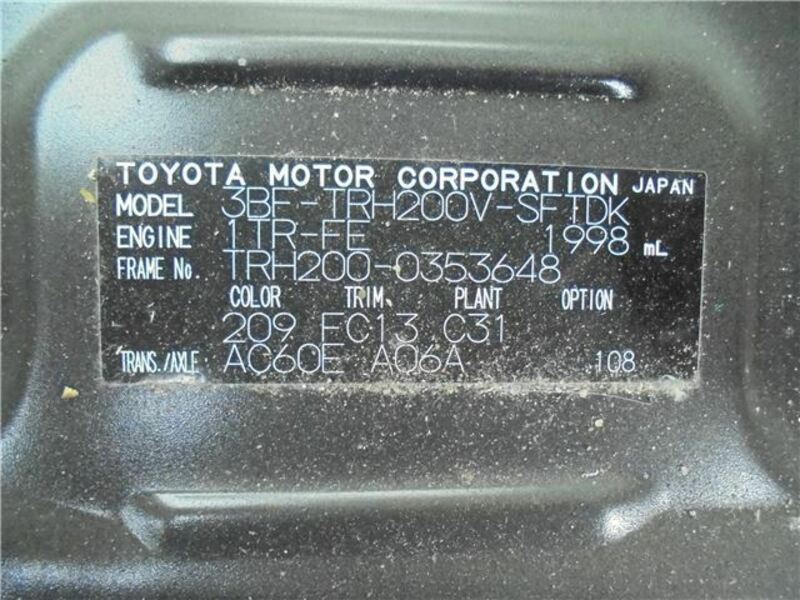 TOYOTA MOTOR CORPORATION JAPAN
MODEL 3BF-TRH200V-SFTDK
ENGINE 1TR-FE 1998 mL
FRAME No. TRH200-0353648
COLOR TRIM PLANT OPTION
209 FC13 C31
TRANS./AXLE AC60E A06A 108